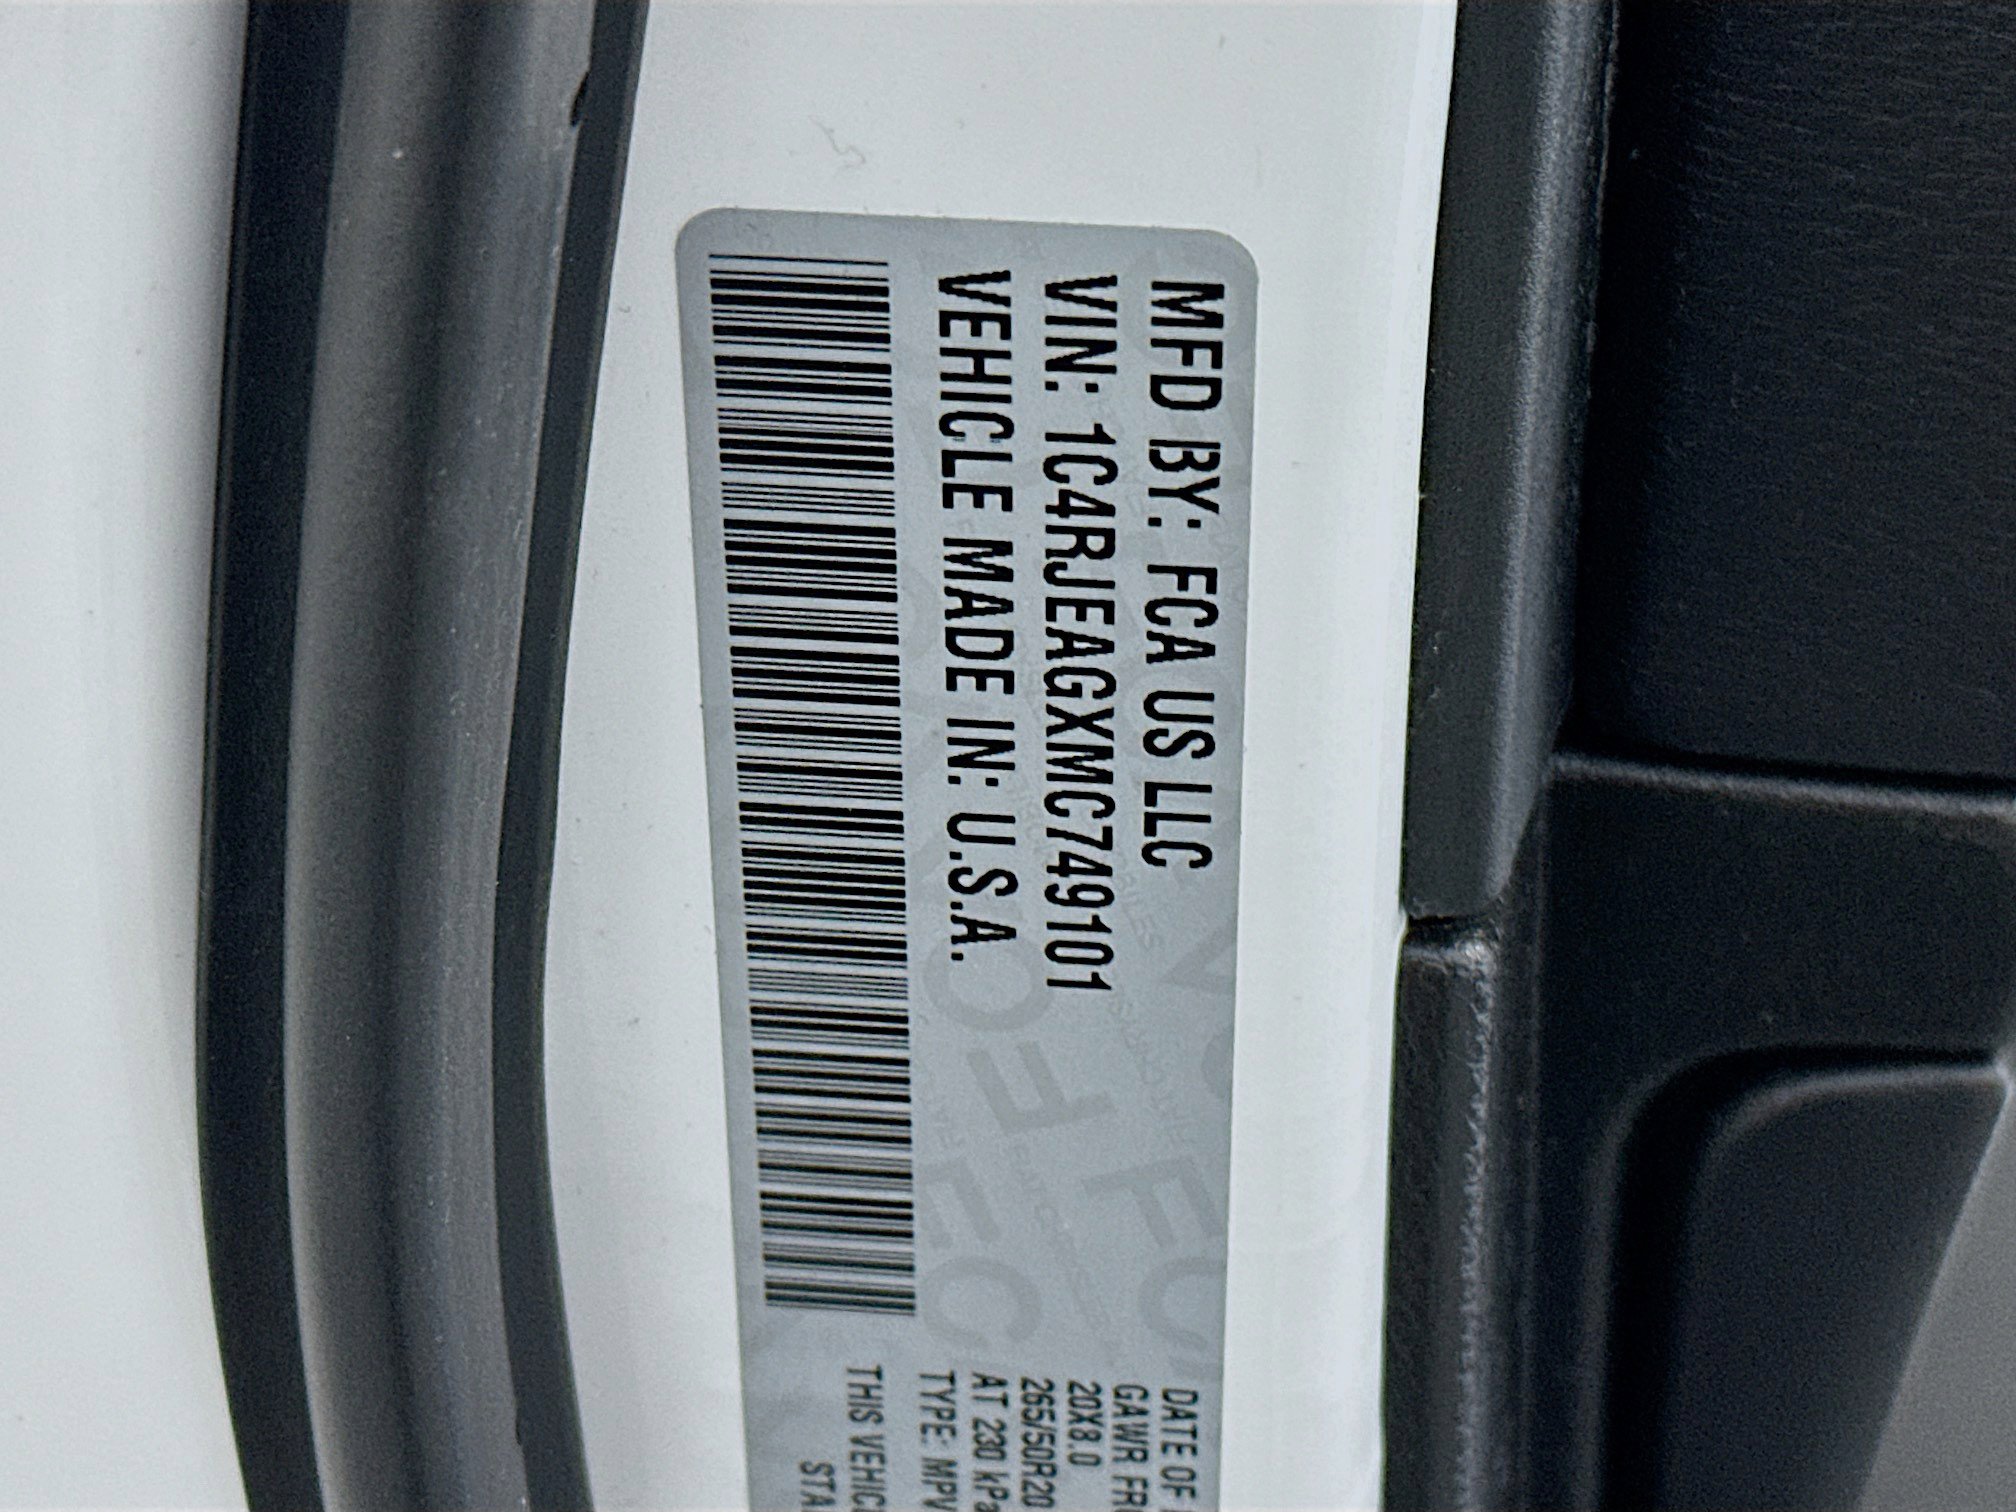 MFD BY: FCA US LLC
VIN: 1C4RJEAGXMC749101
VEHICLE MADE IN: U.S.A.
DATE OF
GAWR FR
20X8.0
265/50R20
AT 230 kPa
TYPE: MPV
THIS VEHIC
STA